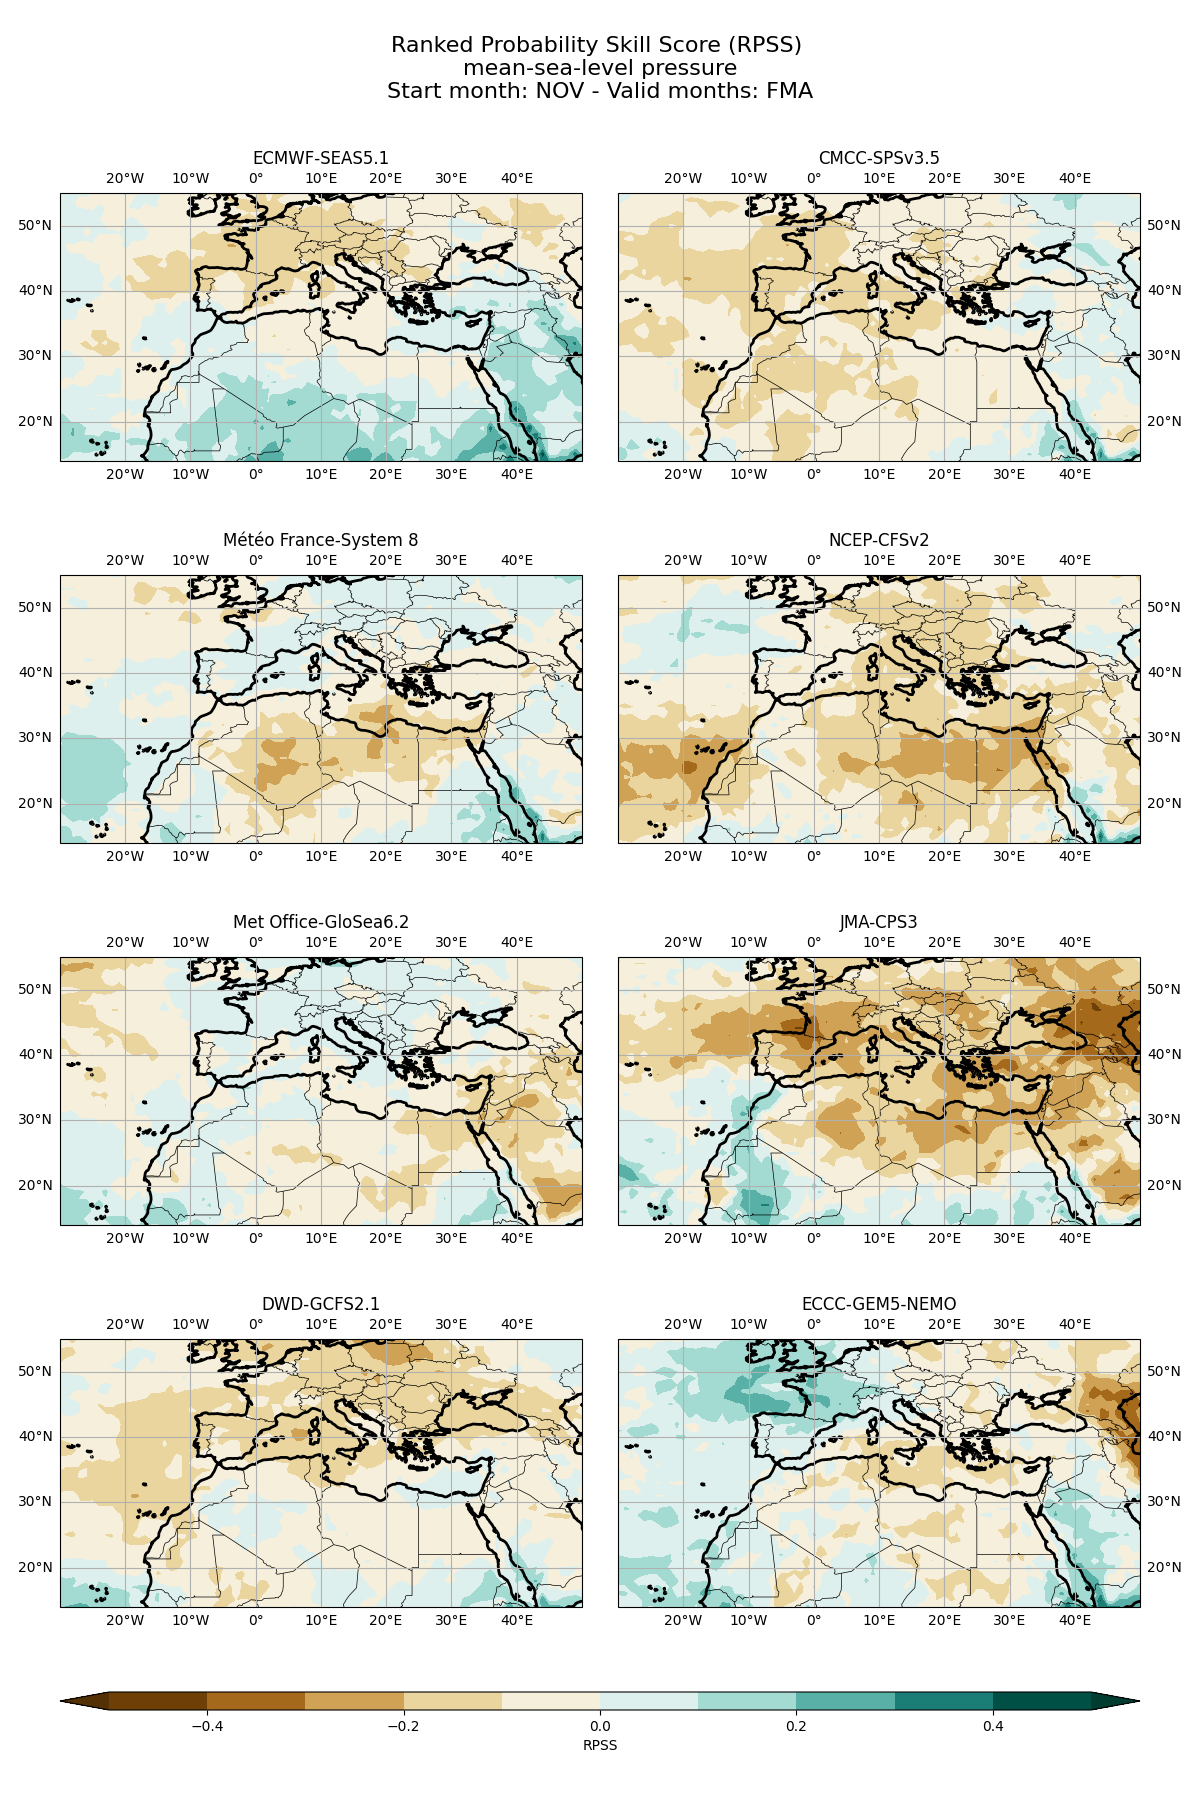 Ranked Probability Skill Score (RPSS)
mean-sea-level pressure
Start month: NOV - Valid months: FMA
ECMWF-SEAS5.1
20°W 10°W 0° 10°E 20°E 30°E 40°E
50°N
40°N
30°N
20°N
20°W 10°W 0° 10°E 20°E 30°E 40°E
CMCC-SPSv3.5
20°W 10°W 0° 10°E 20°E 30°E 40°E
50°N
40°N
30°N
20°N
20°W 10°W 0° 10°E 20°E 30°E 40°E
Météo France-System 8
20°W 10°W 0° 10°E 20°E 30°E 40°E
50°N
40°N
30°N
20°N
20°W 10°W 0° 10°E 20°E 30°E 40°E
NCEP-CFSv2
20°W 10°W 0° 10°E 20°E 30°E 40°E
50°N
40°N
30°N
20°N
20°W 10°W 0° 10°E 20°E 30°E 40°E
Met Office-GloSea6.2
20°W 10°W 0° 10°E 20°E 30°E 40°E
50°N
40°N
30°N
20°N
20°W 10°W 0° 10°E 20°E 30°E 40°E
JMA-CPS3
20°W 10°W 0° 10°E 20°E 30°E 40°E
50°N
40°N
30°N
20°N
20°W 10°W 0° 10°E 20°E 30°E 40°E
DWD-GCFS2.1
20°W 10°W 0° 10°E 20°E 30°E 40°E
50°N
40°N
30°N
20°N
20°W 10°W 0° 10°E 20°E 30°E 40°E
ECCC-GEM5-NEMO
20°W 10°W 0° 10°E 20°E 30°E 40°E
50°N
40°N
30°N
20°N
20°W 10°W 0° 10°E 20°E 30°E 40°E
−0.4 −0.2 0.0 0.2 0.4
RPSS